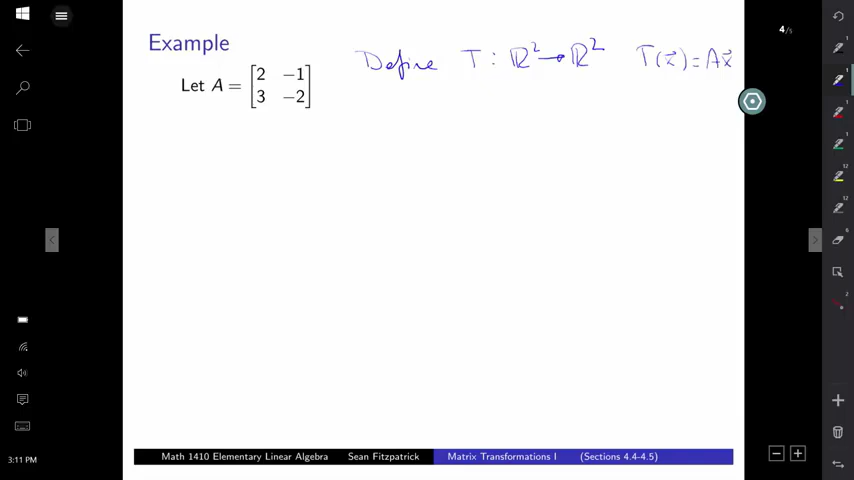 4/5
Example
Define T : ℝ² → ℝ² T(x⃗) = Ax⃗
Let A = [2 −1
3 −2]
Math 1410 Elementary Linear Algebra Sean Fitzpatrick Matrix Transformations I (Sections 4.4-4.5)
3:11 PM